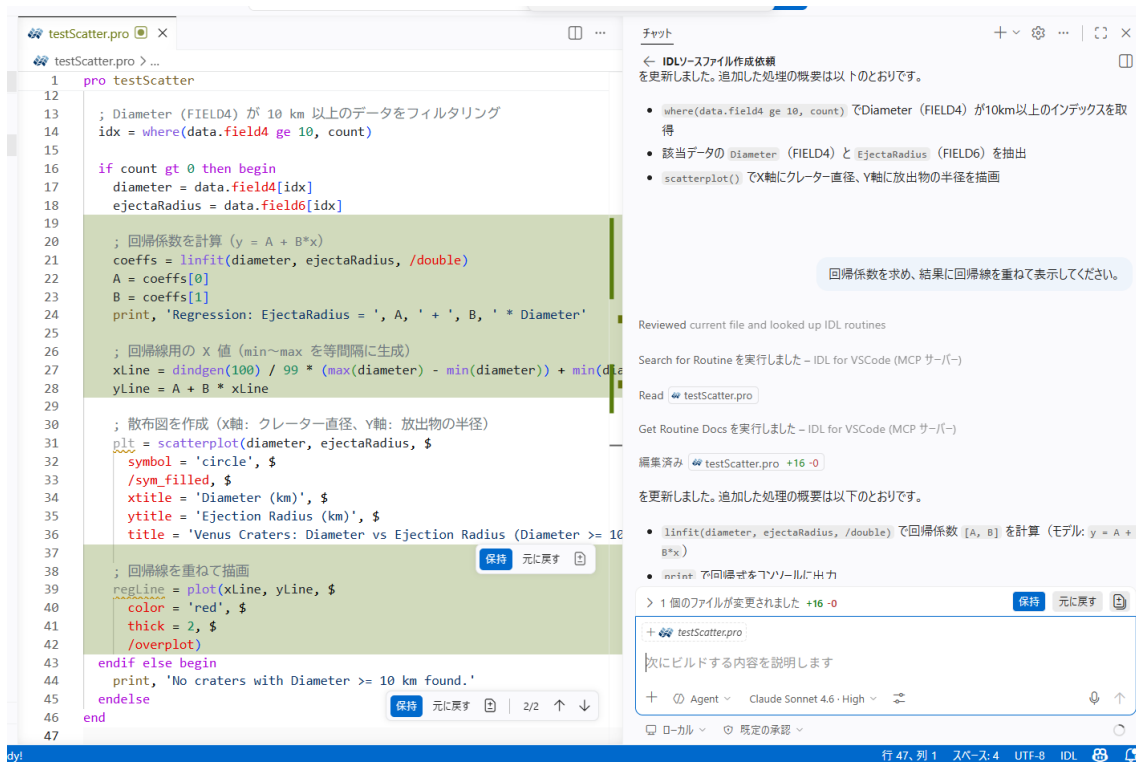 testScatter.pro
testScatter.pro > ...
1 pro testScatter
12
13 ; Diameter (FIELD4) が 10 km 以上のデータをフィルタリング
14 idx = where(data.field4 ge 10, count)
15
16 if count gt 0 then begin
17 diameter = data.field4[idx]
18 ejectaRadius = data.field6[idx]
19
20 ; 回帰係数を計算（y = A + B*x）
21 coeffs = linfit(diameter, ejectaRadius, /double)
22 A = coeffs[0]
23 B = coeffs[1]
24 print, 'Regression: EjectaRadius = ', A, ' + ', B, ' * Diameter'
25
26 ; 回帰線用の X 値（min～max を等間隔に生成）
27 xLine = dindgen(100) / 99 * (max(diameter) - min(diameter)) + min(dia
28 yLine = A + B * xLine
29
30 ; 散布図を作成（X軸: クレーター直径、Y軸: 放出物の半径）
31 plt = scatterplot(diameter, ejectaRadius, $
32 symbol = 'circle', $
33 /sym_filled, $
34 xtitle = 'Diameter (km)', $
35 ytitle = 'Ejection Radius (km)', $
36 title = 'Venus Craters: Diameter vs Ejection Radius (Diameter >= 10
37
保持 元に戻す
38 ; 回帰線を重ねて描画
39 regLine = plot(xLine, yLine, $
40 color = 'red', $
41 thick = 2, $
42 /overplot)
43 endif else begin
44 print, 'No craters with Diameter >= 10 km found.'
45 endelse
保持 元に戻す 2/2
46 end
47
チャット
IDLソースファイル作成依頼
を更新しました。追加した処理の概要は以下のとおりです。
• where(data.field4 ge 10, count) でDiameter（FIELD4）が10km以上のインデックスを取
得
• 該当データの Diameter （FIELD4）と EjectaRadius （FIELD6）を抽出
• scatterplot() でX軸にクレーター直径、Y軸に放出物の半径を描画
回帰係数を求め、結果に回帰線を重ねて表示してください。
Reviewed current file and looked up IDL routines
Search for Routine を実行しました – IDL for VSCode (MCP サーバー)
Read testScatter.pro
Get Routine Docs を実行しました – IDL for VSCode (MCP サーバー)
編集済み testScatter.pro +16 -0
を更新しました。追加した処理の概要は以下のとおりです。
• linfit(diameter, ejectaRadius, /double) で回帰係数 [A, B] を計算（モデル: y = A +
B*x）
• print で回帰式をコンソールに出力
1 個のファイルが変更されました +16 -0 保持 元に戻す
testScatter.pro
次にビルドする内容を説明します
Agent Claude Sonnet 4.6 · High
ローカル 既定の承認
dy! 行 47、列 1 スペース: 4 UTF-8 IDL